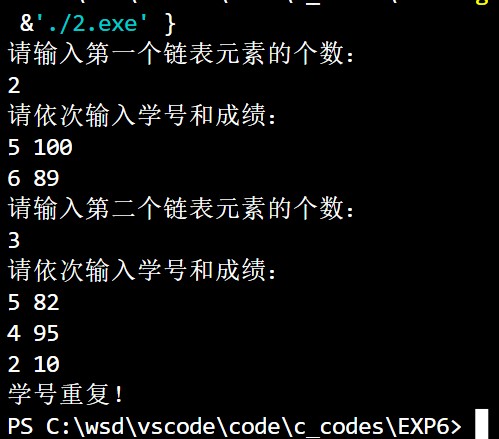 &'./2.exe' }
请输入第一个链表元素的个数：
2
请依次输入学号和成绩：
5 100
6 89
请输入第二个链表元素的个数：
3
请依次输入学号和成绩：
5 82
4 95
2 10
学号重复！
PS C:\wsd\vscode\code\c_codes\EXP6>